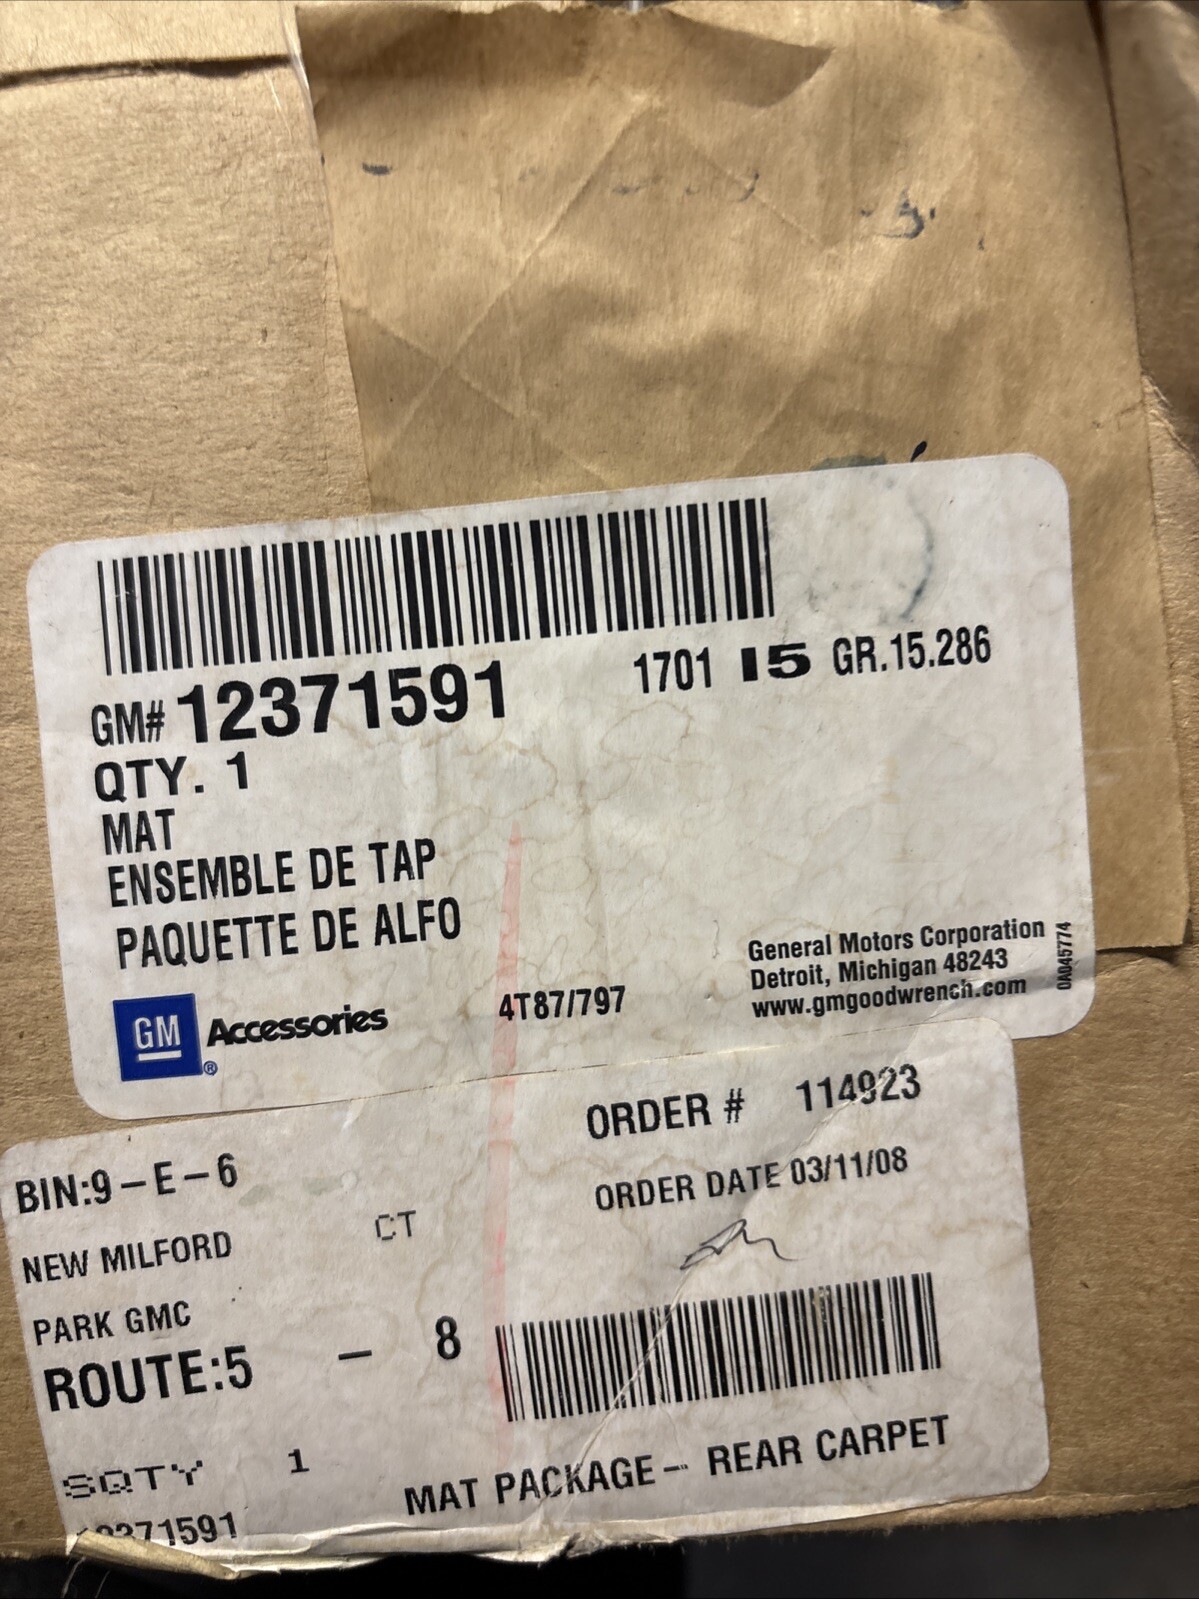 GM# 12371591 1701 15 GR.15.286
QTY. 1
MAT
ENSEMBLE DE TAP
PAQUETTE DE ALFO
GM Accessories ® 4T87/797
General Motors Corporation
Detroit, Michigan 48243
www.gmgoodwrench.com
0A045774
ORDER # 114923
BIN:9-E-6
ORDER DATE 03/11/08
NEW MILFORD CT
PARK GMC
ROUTE:5 - 8
SQTY 1
MAT PACKAGE- REAR CARPET
12371591